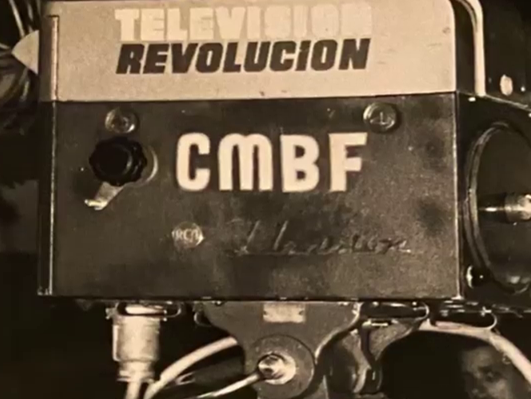 TELEVISION
REVOLUCION
CMBF
RCA Television